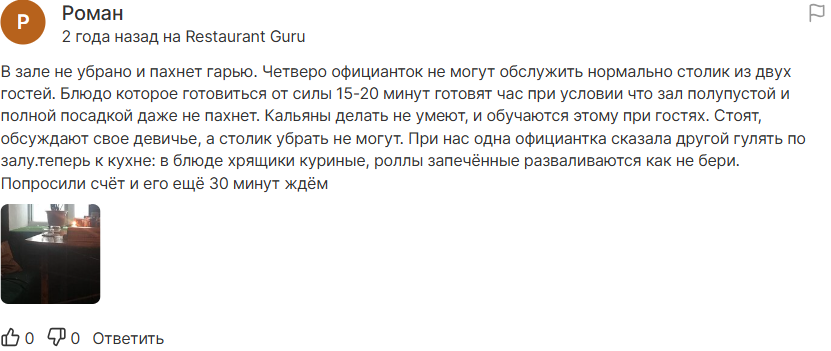 Р
Роман
2 года назад на Restaurant Guru
В зале не убрано и пахнет гарью. Четверо официанток не могут обслужить нормально столик из двух
гостей. Блюдо которое готовиться от силы 15-20 минут готовят час при условии что зал полупустой и
полной посадкой даже не пахнет. Кальяны делать не умеют, и обучаются этому при гостях. Стоят,
обсуждают свое девичье, а столик убрать не могут. При нас одна официантка сказала другой гулять по
залу.теперь к кухне: в блюде хрящики куриные, роллы запечённые разваливаются как не бери.
Попросили счёт и его ещё 30 минут ждём
0 0 Ответить